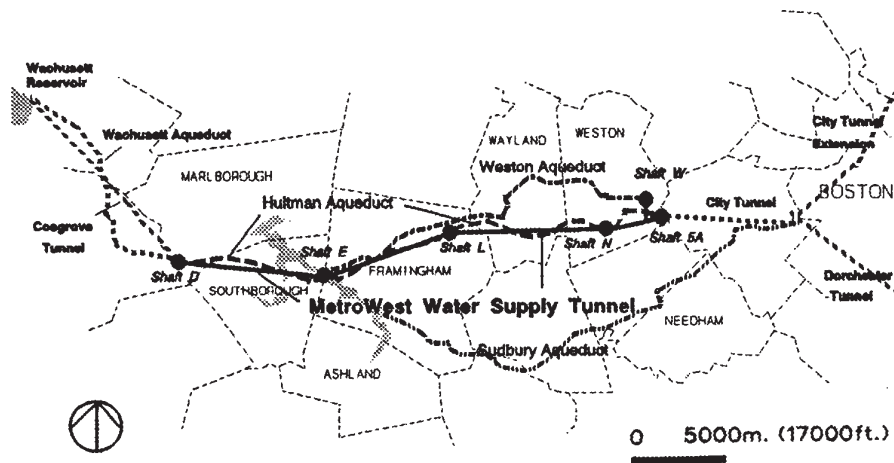 Wachusett
Reservoir
Wachusett Aqueduct
WAYLAND
WESTON
City Tunnel
Extension
Weston Aqueduct
Shaft W
MARLBOROUGH
BOSTON
Hultman Aqueduct
City Tunnel
Cosgrove
Tunnel
Shaft E
Shaft L
Shaft N
Shaft 5A
Shaft D
FRAMINGHAM
SOUTHBOROUGH
Dorchester
Tunnel
MetroWest Water Supply Tunnel
NEEDHAM
Sudbury Aqueduct
ASHLAND
0 5000m. (17000ft.)